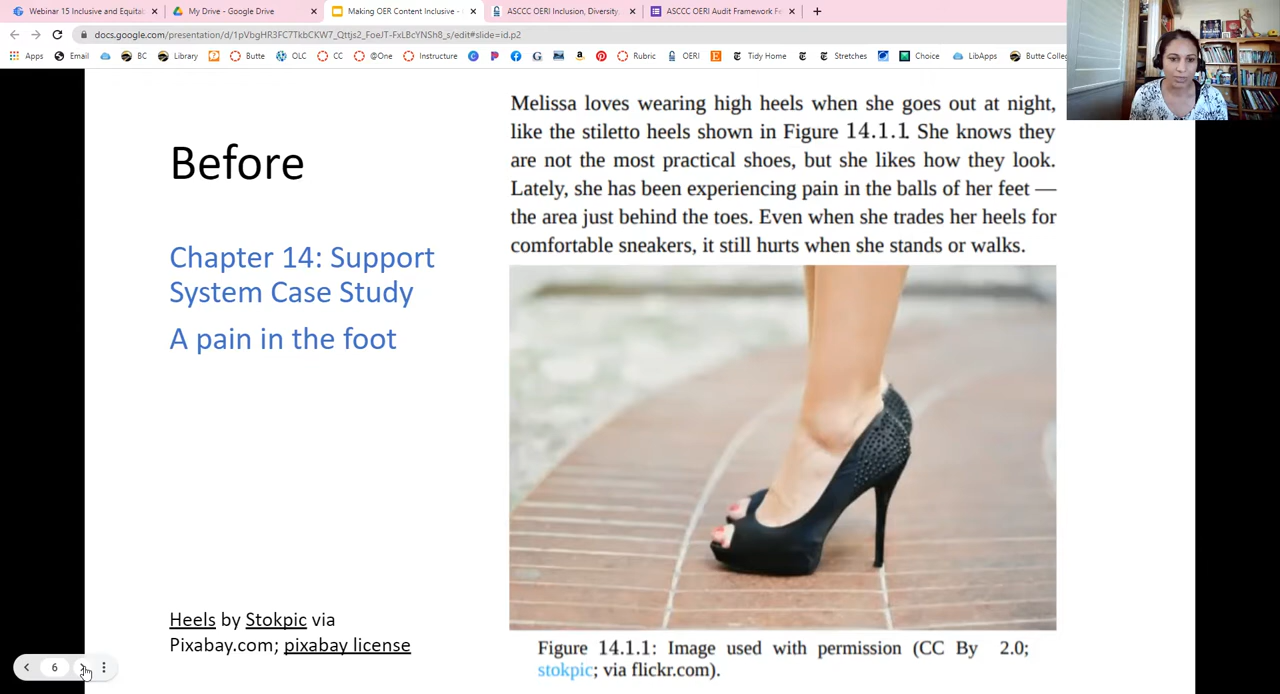 Webinar 15 Inclusive and Equita
My Drive - Google Drive
Making OER Content Inclusive -
ASCCC OERI Inclusion, Diversity,
ASCCC OERI Audit Framework F
docs.google.com/presentation/d/1pVbgHR3FC7TkbCKW7_Qttjs2_FoeJT-FxLBcYNShB_s/edit#slide=id.p2
Apps Email BC Library Butte OLC CC @One Instructure Rubric OERI Tidy Home Stretches Choice LibApps Butte Colleg
Before
Chapter 14: Support
System Case Study
A pain in the foot
Heels by Stokpic via
Pixabay.com; pixabay license
Melissa loves wearing high heels when she goes out at night,
like the stiletto heels shown in Figure 14.1.1. She knows they
are not the most practical shoes, but she likes how they look.
Lately, she has been experiencing pain in the balls of her feet —
the area just behind the toes. Even when she trades her heels for
comfortable sneakers, it still hurts when she stands or walks.
Figure 14.1.1: Image used with permission (CC By 2.0;
stokpic; via flickr.com).
6